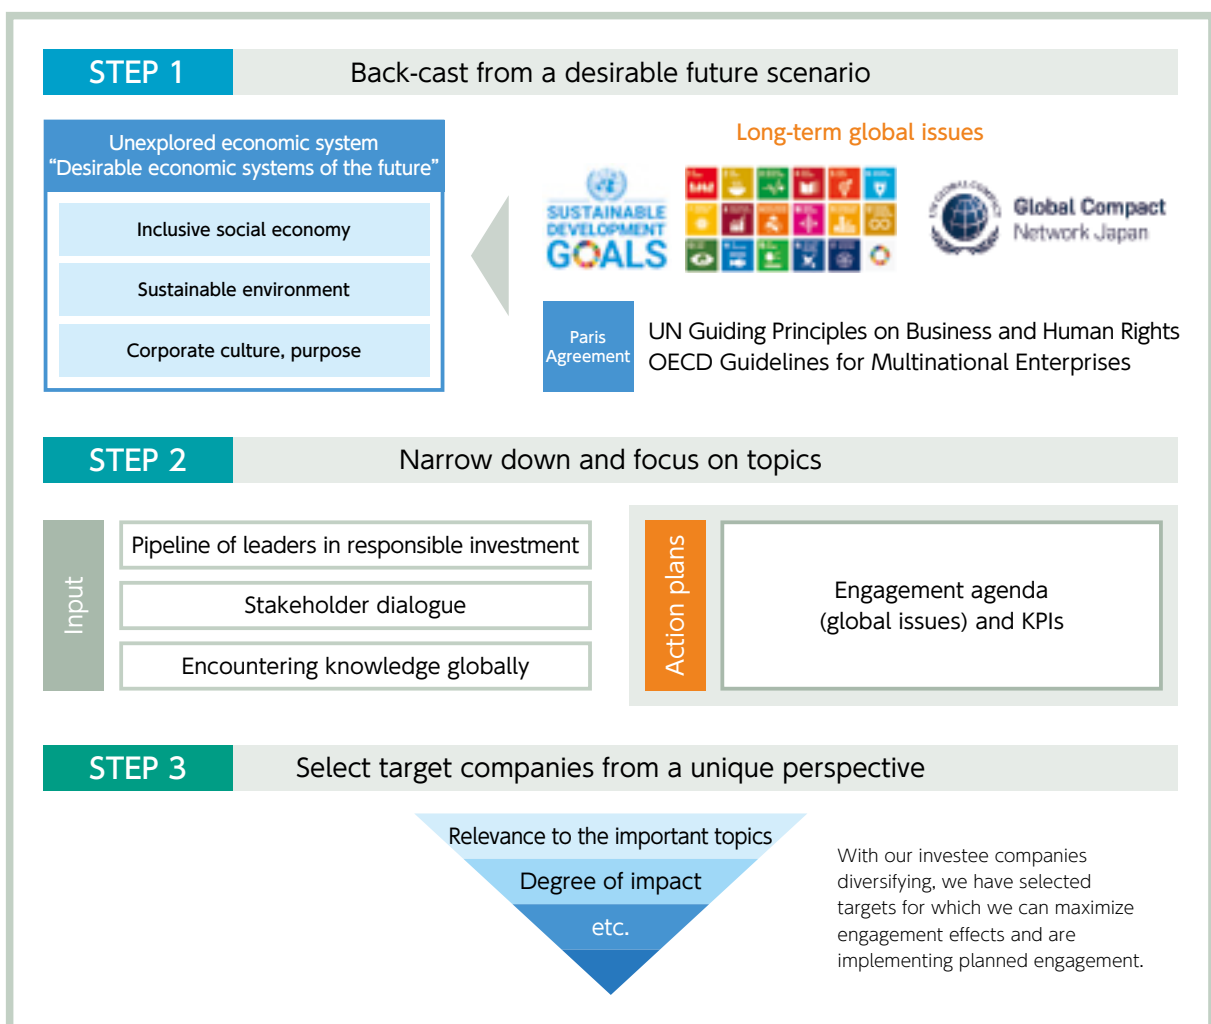 STEP 1
Back-cast from a desirable future scenario
Unexplored economic system
“Desirable economic systems of the future”
Inclusive social economy
Sustainable environment
Corporate culture, purpose
Long-term global issues
SUSTAINABLE
DEVELOPMENT
GOALS
UN GLOBAL COMPACT
Global Compact
Network Japan
Paris
Agreement
UN Guiding Principles on Business and Human Rights
OECD Guidelines for Multinational Enterprises
STEP 2
Narrow down and focus on topics
Input
Pipeline of leaders in responsible investment
Stakeholder dialogue
Encountering knowledge globally
Action plans
Engagement agenda
(global issues) and KPIs
STEP 3
Select target companies from a unique perspective
Relevance to the important topics
Degree of impact
etc.
With our investee companies
diversifying, we have selected
targets for which we can maximize
engagement effects and are
implementing planned engagement.